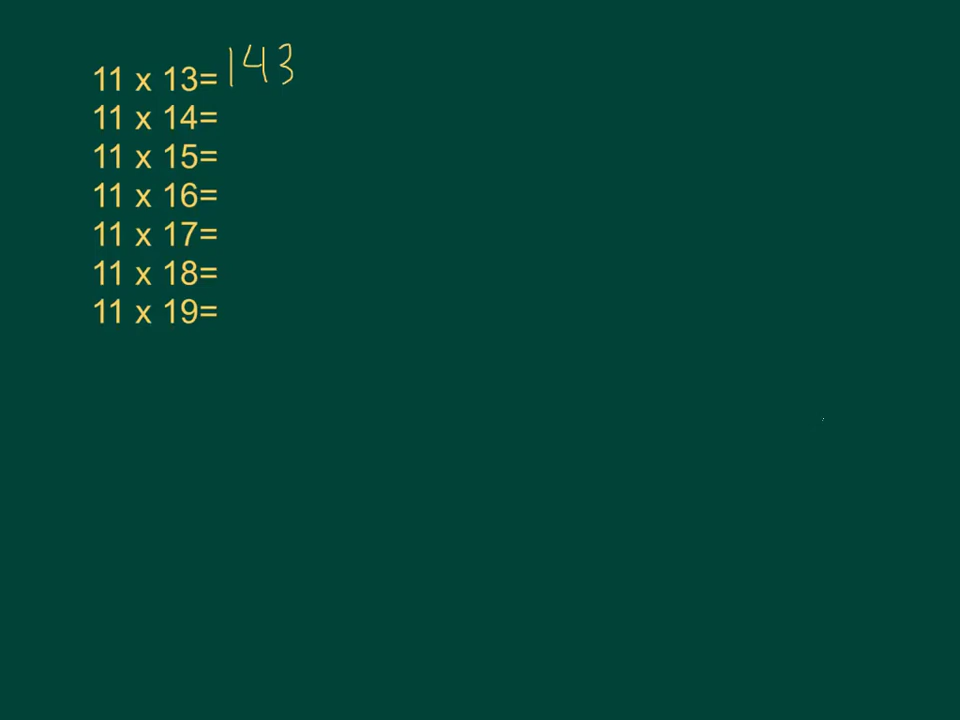 11 x 13= 143
11 x 14=
11 x 15=
11 x 16=
11 x 17=
11 x 18=
11 x 19=